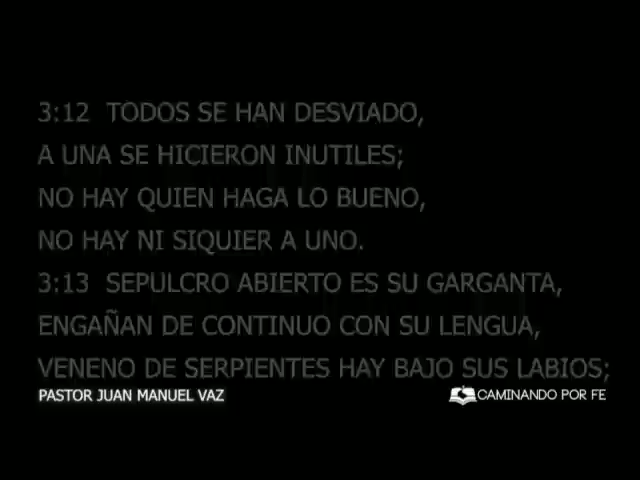 3:12 TODOS SE HAN DESVIADO,
A UNA SE HICIERON INUTILES;
NO HAY QUIEN HAGA LO BUENO,
NO HAY NI SIQUIER A UNO.
3:13 SEPULCRO ABIERTO ES SU GARGANTA,
ENGAÑAN DE CONTINUO CON SU LENGUA,
VENENO DE SERPIENTES HAY BAJO SUS LABIOS;
PASTOR JUAN MANUEL VAZ
CAMINANDO POR FE